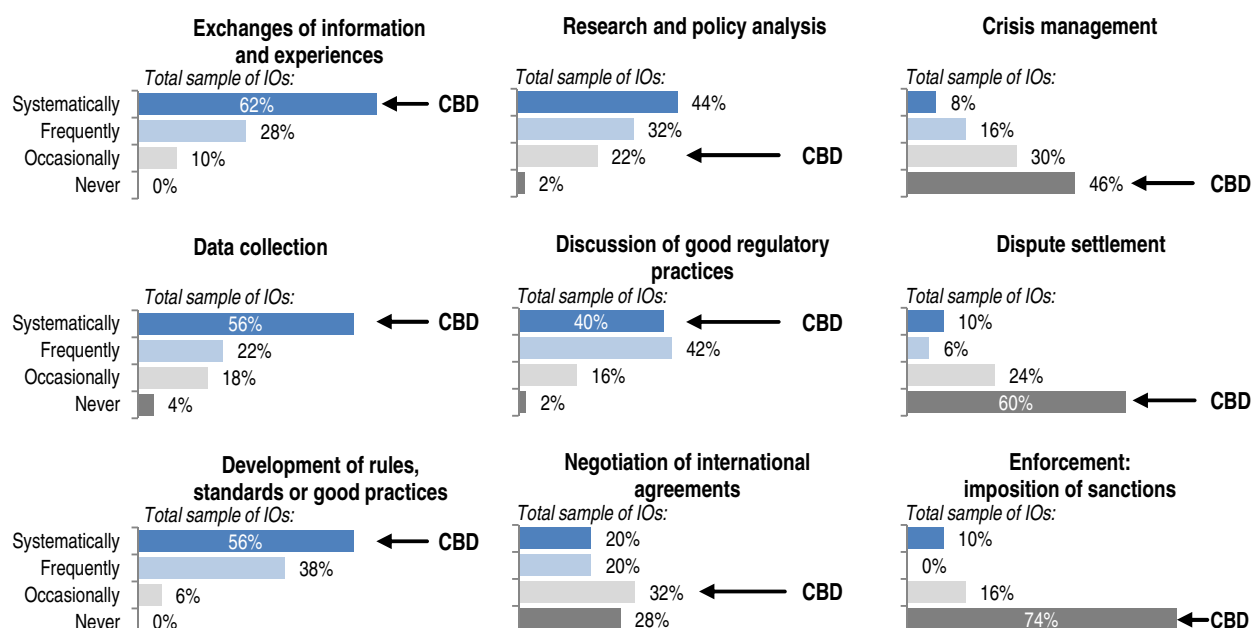 Exchanges of information
and experiences
Total sample of IOs:
Systematically 62% CBD
Frequently 28%
Occasionally 10%
Never 0%
Research and policy analysis
Total sample of IOs:
44%
32%
22% CBD
2%
Crisis management
Total sample of IOs:
8%
16%
30%
46% CBD
Data collection
Total sample of IOs:
Systematically 56% CBD
Frequently 22%
Occasionally 18%
Never 4%
Discussion of good regulatory
practices
Total sample of IOs:
40% CBD
42%
16%
2%
Dispute settlement
Total sample of IOs:
10%
6%
24%
60% CBD
Development of rules,
standards or good practices
Total sample of IOs:
Systematically 56% CBD
Frequently 38%
Occasionally 6%
Never 0%
Negotiation of international
agreements
Total sample of IOs:
20%
20%
32% CBD
28%
Enforcement:
imposition of sanctions
Total sample of IOs:
10%
0%
16%
74% CBD